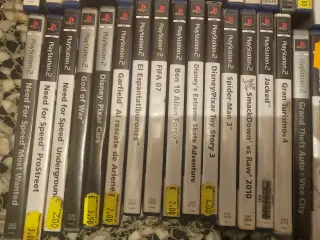 PlayStation 2
Need for Speed Most Wanted
PlayStation 2
Need for Speed ProStreet
PlayStation 2
Need for Speed Underground
PlayStation 2
God of War
PlayStation 2
Disney · Pixar Cars
PlayStation 2
Garfield Al rescate de Arlene
PlayStation 2
El Espantatiburones
PlayStation 2
FIFA 07
PlayStation 2
Ben 10 Alien Force
PlayStation 2
Disney's Extreme Skate Adventure
PlayStation 2
Disney/Pixar Toy Story 3
PlayStation 2
Spider-Man 3
PlayStation 2
SmackDown vs Raw 2010
PlayStation 2
Jacked
PlayStation 2
Gran Turismo 4
PlayStation 2
Grand Theft Auto: Vice City